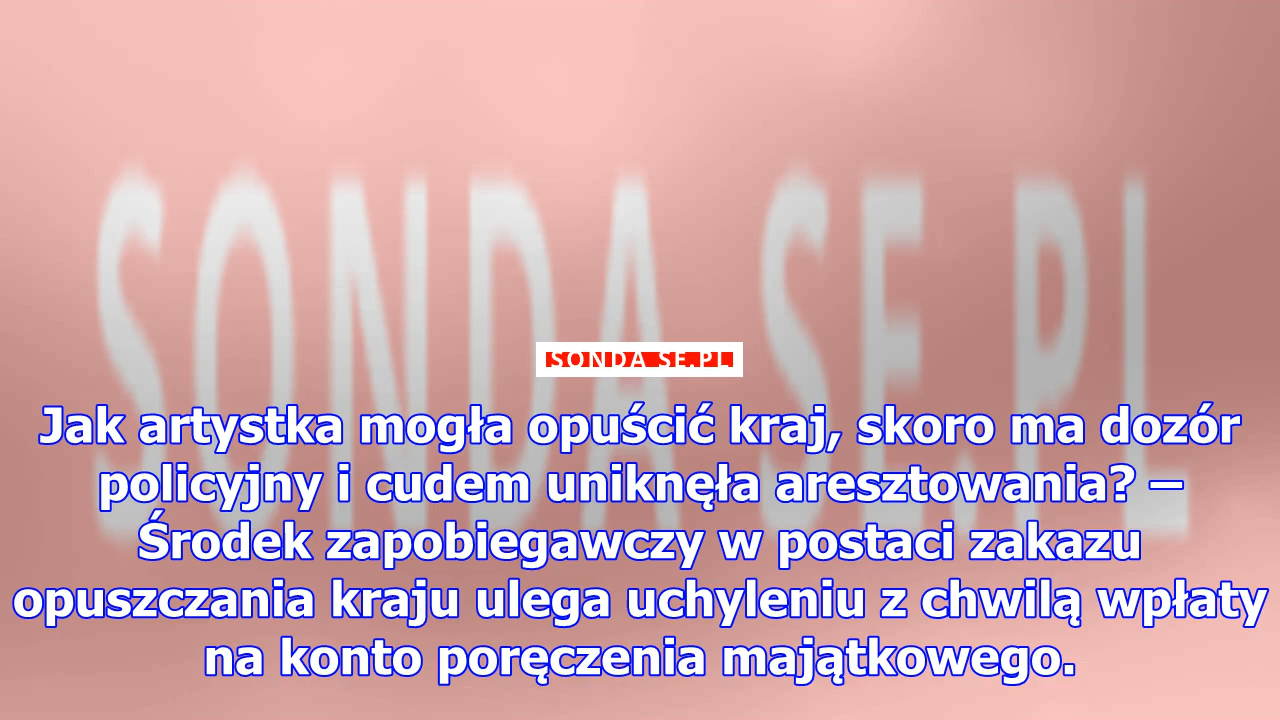 SONDA SE.PL
SONDA SE.PL
Jak artystka mogła opuścić kraj, skoro ma dozór
policyjny i cudem uniknęła aresztowania? –
Środek zapobiegawczy w postaci zakazu
opuszczania kraju ulega uchyleniu z chwilą wpłaty
na konto poręczenia majątkowego.